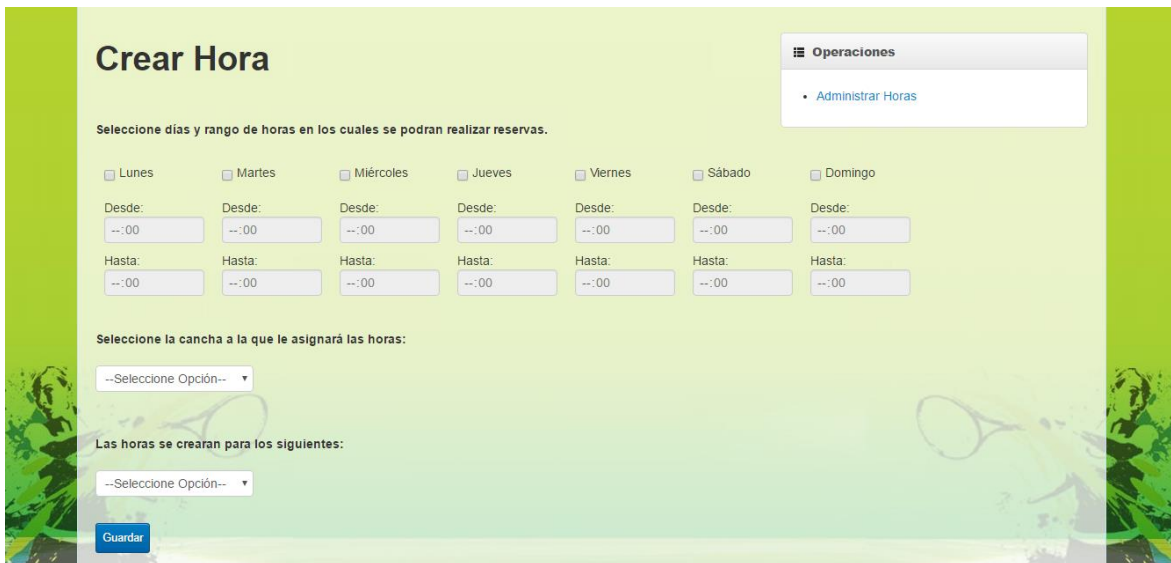 Crear Hora
Operaciones
Administrar Horas
Seleccione días y rango de horas en los cuales se podran realizar reservas.
Lunes Martes Miércoles Jueves Viernes Sábado Domingo
Desde: Desde: Desde: Desde: Desde: Desde: Desde:
--:00 --:00 --:00 --:00 --:00 --:00 --:00
Hasta: Hasta: Hasta: Hasta: Hasta: Hasta: Hasta:
--:00 --:00 --:00 --:00 --:00 --:00 --:00
Seleccione la cancha a la que le asignará las horas:
--Seleccione Opción--
Las horas se crearan para los siguientes:
--Seleccione Opción--
Guardar